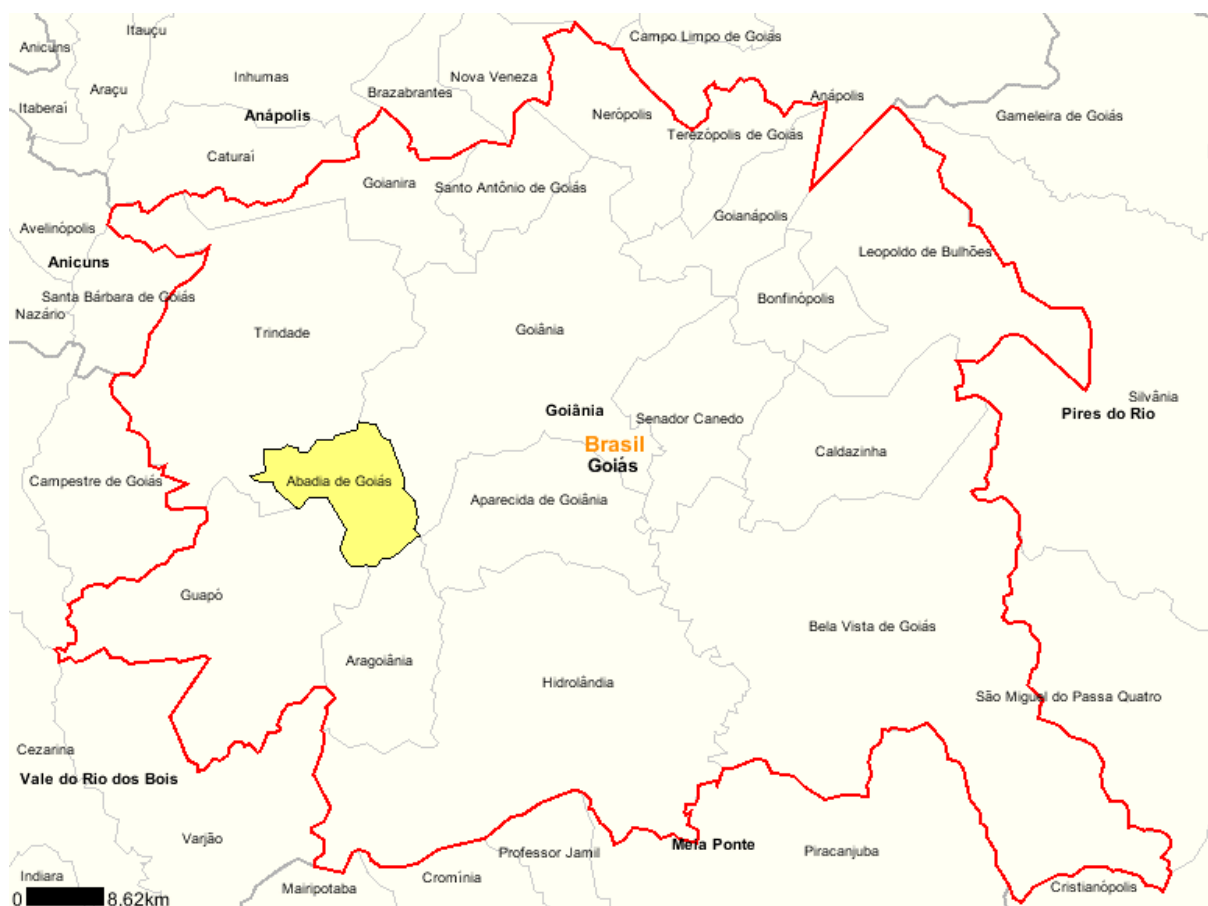 Itauçu
Campo Limpo de Goiás
Anicuns
Inhumas
Nova Veneza
Araçu
Brazabrantes
Anápolis
Itaberaí
Anápolis
Nerópolis
Gameleira de Goiás
Terezópolis de Goiás
Caturaí
Goianira
Santo Antônio de Goiás
Goianápolis
Avelinópolis
Leopoldo de Bulhões
Anicuns
Santa Bárbara de Goiás
Bonfinópolis
Nazário
Trindade
Goiânia
Silvânia
Goiânia
Pires do Rio
Senador Canedo
Brasil
Caldazinha
Goiás
Campestre de Goiás
Abadia de Goiás
Aparecida de Goiânia
Guapó
Bela Vista de Goiás
Aragoiânia
Hidrolândia
São Miguel do Passa Quatro
Cezarina
Vale do Rio dos Bois
Varjão
Meia Ponte
Professor Jamil
Piracanjuba
Indiara
Cromínia
Mairipotaba
Cristianópolis
0 8.62km